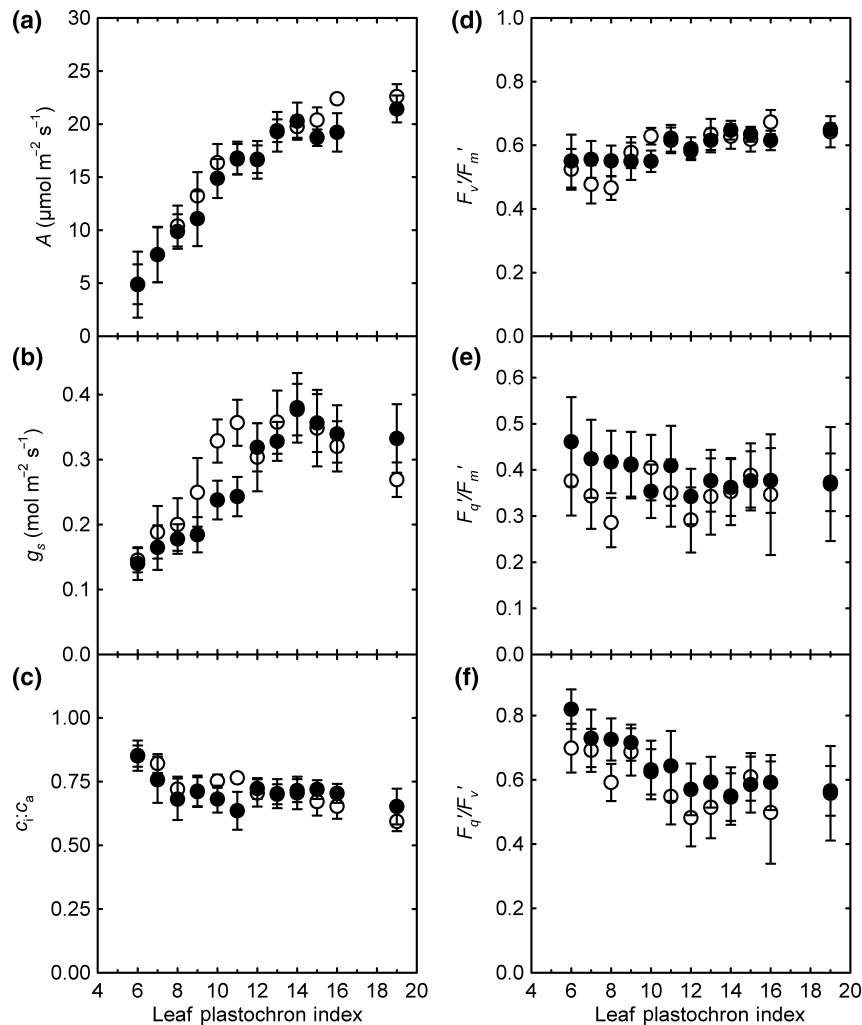 (a)
30
25
20
15
10
5
0
A (µmol m⁻² s⁻¹)
(b)
0.4
0.3
0.2
0.1
0.0
gₛ (mol m⁻² s⁻¹)
(c)
1.00
0.75
0.50
0.25
0.00
cᵢ:cₐ
4 6 8 10 12 14 16 18 20
Leaf plastochron index
(d)
1.0
0.8
0.6
0.4
0.2
0.0
Fᵥ'/Fₘ'
(e)
0.6
0.5
0.4
0.3
0.2
0.1
0.0
F_q'/Fₘ'
(f)
0.8
0.6
0.4
0.2
0.0
F_q'/Fᵥ'
4 6 8 10 12 14 16 18 20
Leaf plastochron index